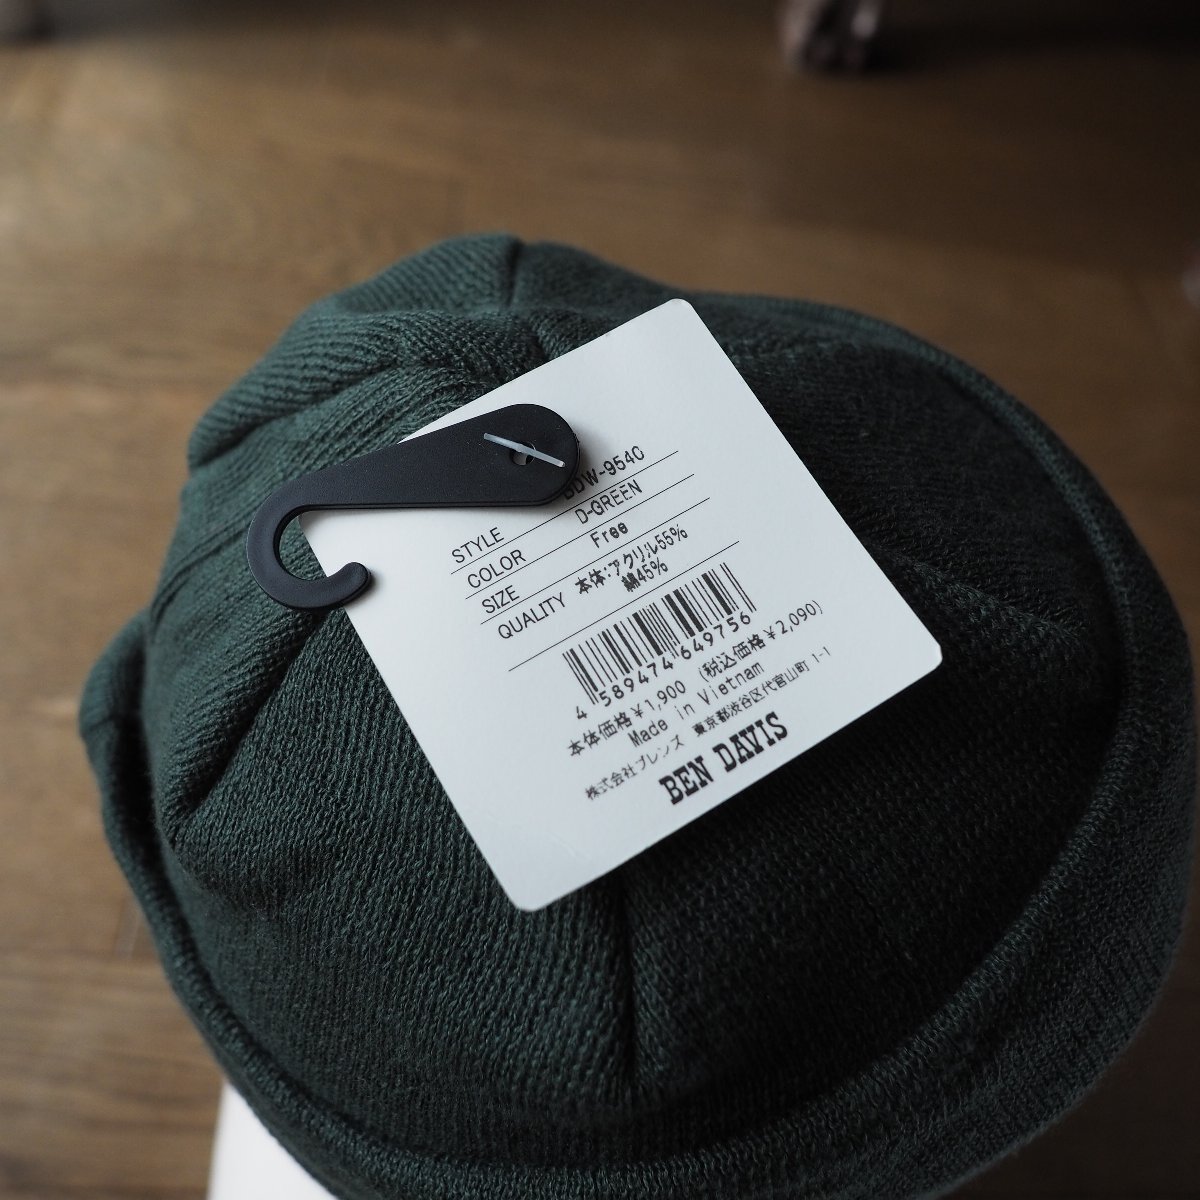 STYLE BDW-954C
COLOR D-GREEN
SIZE Free
QUALITY 本体:アクリル55%
綿45%
4 589474 649756
本体価格¥1,900 (税込価格¥2,090)
Made in Vietnam
株式会社ブレンズ 東京都渋谷区代官山町 1-1
BEN DAVIS